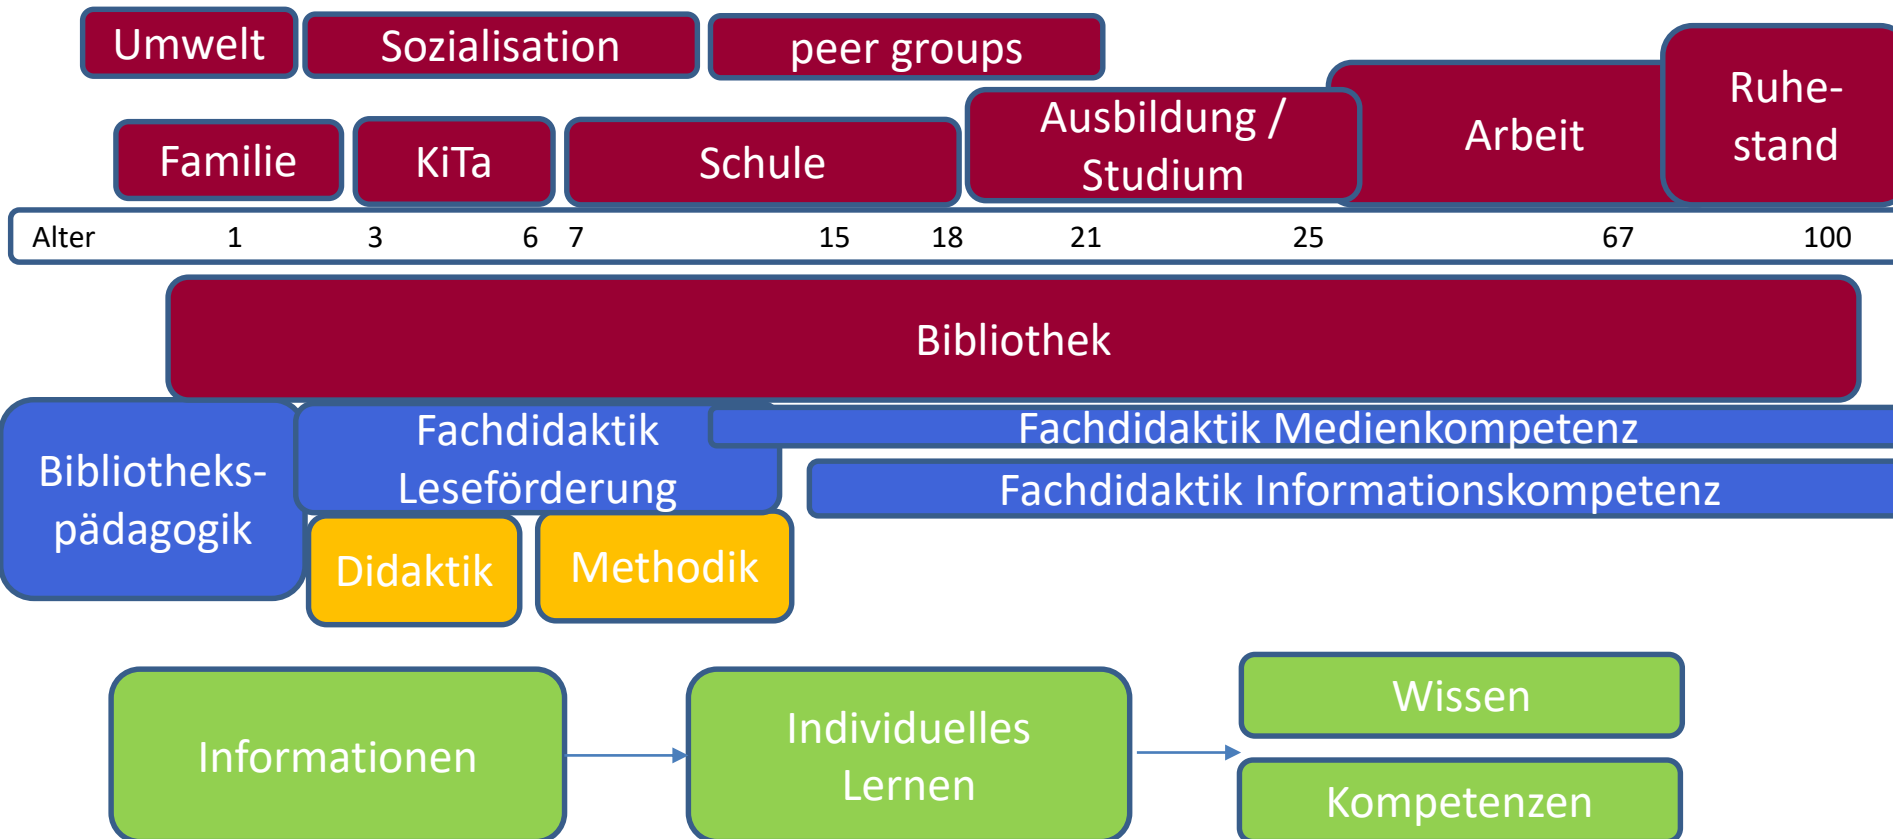 Umwelt
Sozialisation
peer groups
Ruhe-
stand
Familie
KiTa
Schule
Ausbildung /
Studium
Arbeit
Alter 1 3 6 7 15 18 21 25 67 100
Bibliothek
Bibliotheks-
pädagogik
Fachdidaktik
Leseförderung
Fachdidaktik Medienkompetenz
Fachdidaktik Informationskompetenz
Didaktik
Methodik
Informationen
Individuelles
Lernen
Wissen
Kompetenzen